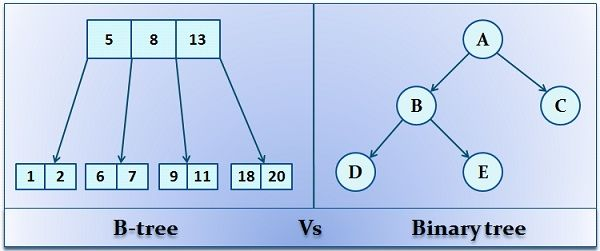 5 8 13
1 2 6 7 9 11 18 20
A
B C
D E
B-tree Vs Binary tree